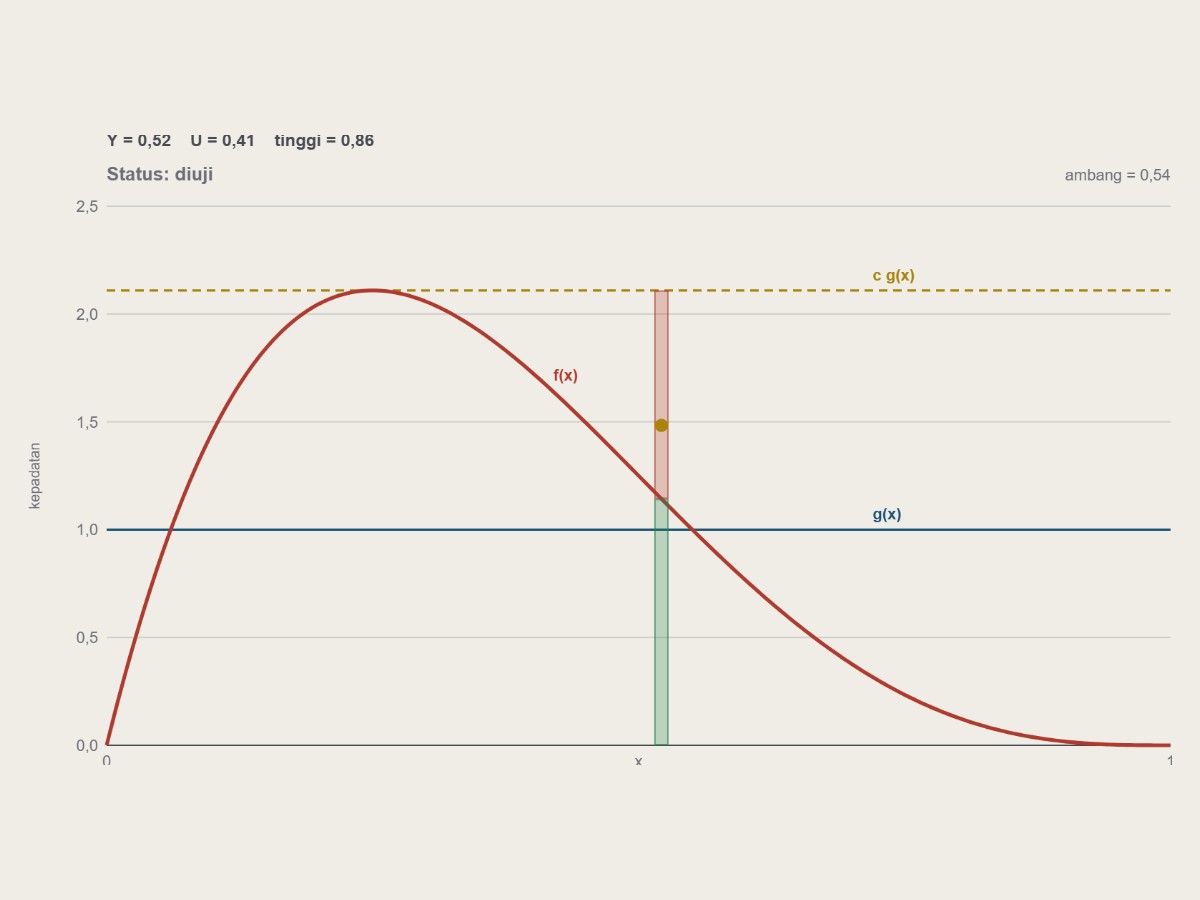 Y = 0,52 U = 0,41 tinggi = 0,86
Status: diuji
ambang = 0,54
2,5
c g(x)
2,0
f(x)
1,5
kepadatan
g(x)
1,0
0,5
0,0
0
x
1